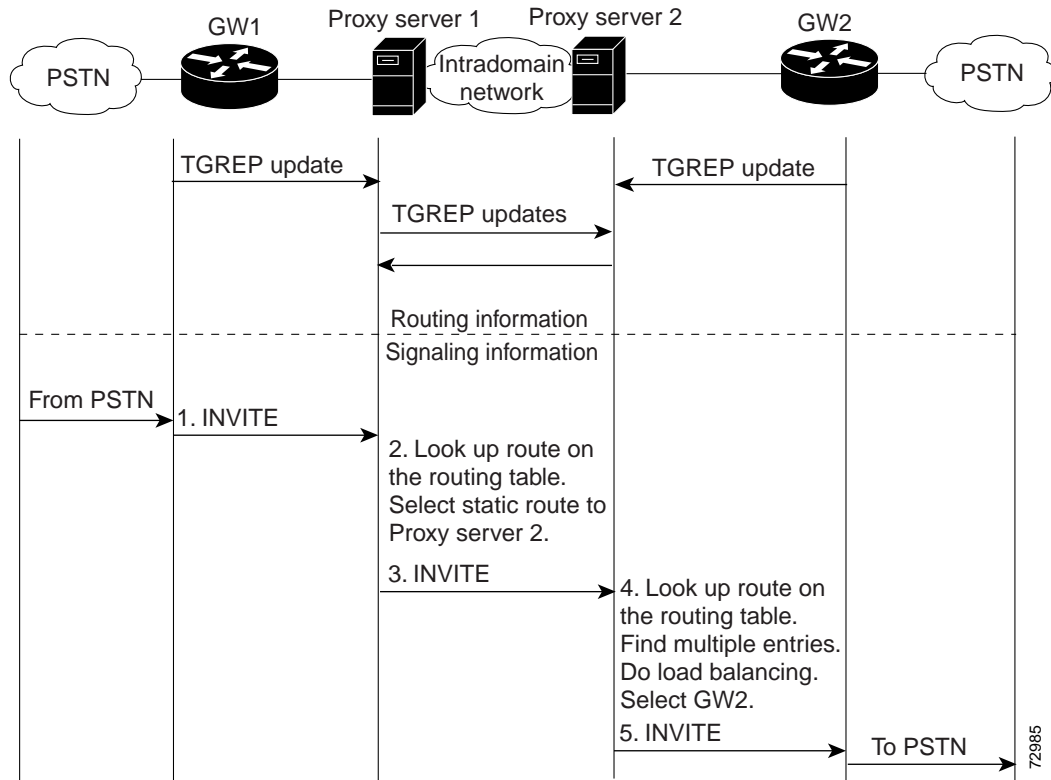 Proxy server 1
Proxy server 2
GW1
GW2
PSTN
Intradomain
network
PSTN
TGREP update
TGREP update
TGREP updates
Routing information
Signaling information
From PSTN
1. INVITE
2. Look up route on
the routing table.
Select static route to
Proxy server 2.
3. INVITE
4. Look up route on
the routing table.
Find multiple entries.
Do load balancing.
Select GW2.
5. INVITE
To PSTN
72985